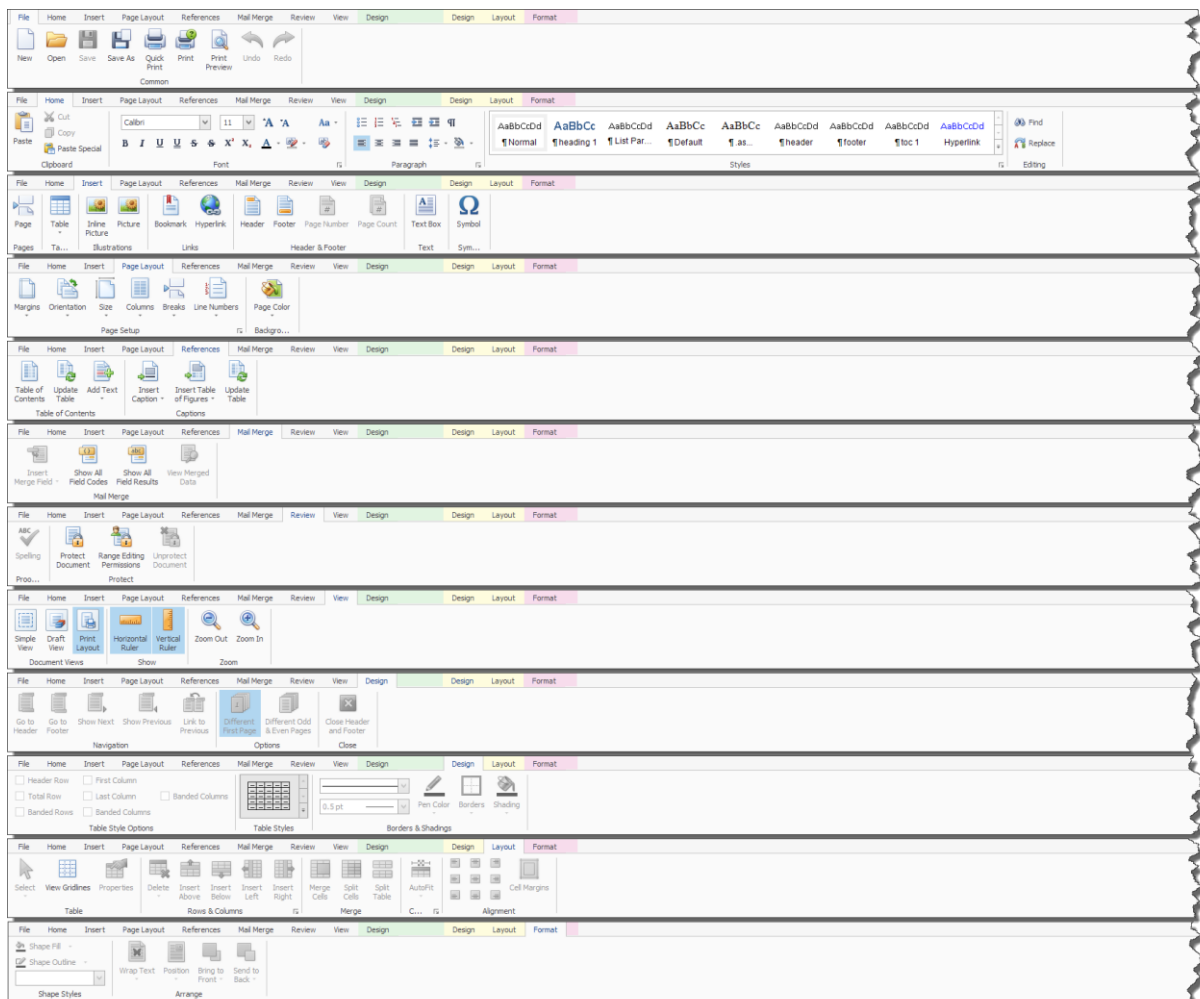 File Home Insert Page Layout References Mail Merge Review View Design Design Layout Format
New Open Save Save As Quick Print Print Print Preview Undo Redo
Common
File Home Insert Page Layout References Mail Merge Review View Design Design Layout Format
Paste Cut Copy Paste Special
Calibri 11 A A Aa
B I U U S S X' X, A
AaBbCcDd AaBbCc AaBbCcDd AaBbCc AaBbCc AaBbCcDd AaBbCcDd AaBbCcDd AaBbCcDd
¶ Normal ¶ heading 1 ¶ List Par... ¶ Default ¶ .as... ¶ header ¶ footer ¶ toc 1 Hyperlink
Find
Replace
Clipboard Font Paragraph Styles Editing
File Home Insert Page Layout References Mail Merge Review View Design Design Layout Format
Page Table Inline Picture Picture Bookmark Hyperlink Header Footer Page Number Page Count Text Box Symbol
Pages Ta... Illustrations Links Header & Footer Text Sym...
File Home Insert Page Layout References Mail Merge Review View Design Design Layout Format
Margins Orientation Size Columns Breaks Line Numbers Page Color
Page Setup Backgro...
File Home Insert Page Layout References Mail Merge Review View Design Design Layout Format
Table of Contents Update Table Add Text Insert Caption Insert Table of Figures Update Table
Table of Contents Captions
File Home Insert Page Layout References Mail Merge Review View Design Design Layout Format
Insert Merge Field Show All Field Codes Show All Field Results View Merged Data
Mail Merge
File Home Insert Page Layout References Mail Merge Review View Design Design Layout Format
ABC
Spelling Protect Document Range Editing Permissions Unprotect Document
Proo... Protect
File Home Insert Page Layout References Mail Merge Review View Design Design Layout Format
Simple View Draft View Print Layout Horizontal Ruler Vertical Ruler Zoom Out Zoom In
Document Views Show Zoom
File Home Insert Page Layout References Mail Merge Review View Design Design Layout Format
Go to Header Go to Footer Show Next Show Previous Link to Previous Different First Page Different Odd & Even Pages Close Header and Footer
Navigation Options Close
File Home Insert Page Layout References Mail Merge Review View Design Design Layout Format
Header Row First Column
Total Row Last Column Banded Columns
Banded Rows Banded Columns
0.5 pt Pen Color Borders Shading
Table Style Options Table Styles Borders & Shadings
File Home Insert Page Layout References Mail Merge Review View Design Design Layout Format
Select View Gridlines Properties Delete Insert Above Insert Below Insert Left Insert Right Merge Cells Split Cells Split Table AutoFit Cell Margins
Table Rows & Columns Merge C... Alignment
File Home Insert Page Layout References Mail Merge Review View Design Design Layout Format
Shape Fill
Shape Outline
Wrap Text Position Bring to Front Send to Back
Shape Styles Arrange